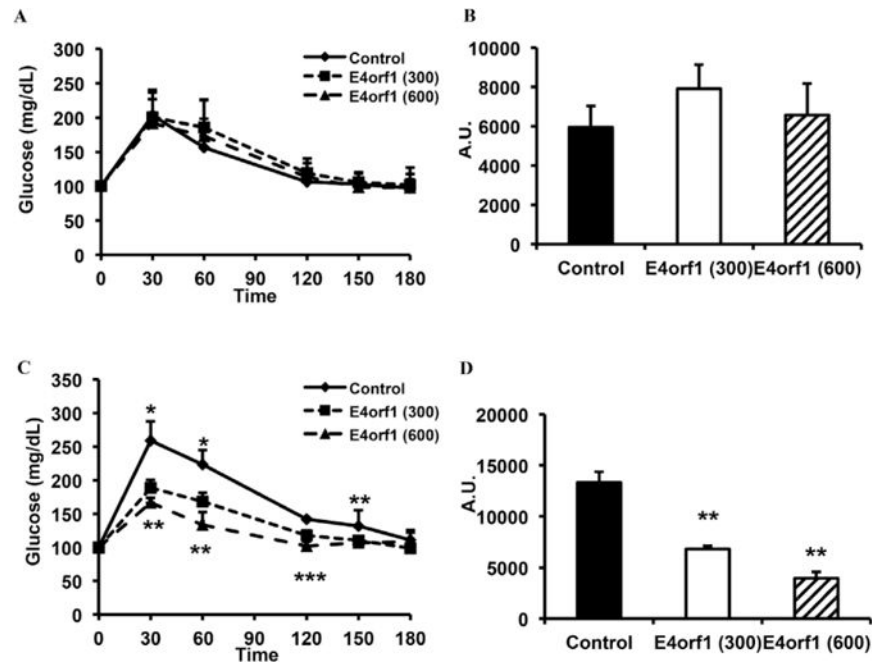 A
Glucose (mg/dL)
300
250
200
150
100
50
0
0 30 60 90 120 150 180
Time
Control
E4orf1 (300)
E4orf1 (600)
B
A.U.
10000
8000
6000
4000
2000
0
Control E4orf1 (300) E4orf1 (600)
C
Glucose (mg/dL)
350
300
250
200
150
100
50
0
0 30 60 90 120 150 180
Time
Control
E4orf1 (300)
E4orf1 (600)
* * **
** ** ***
D
A.U.
20000
15000
10000
5000
0
** **
Control E4orf1 (300) E4orf1 (600)